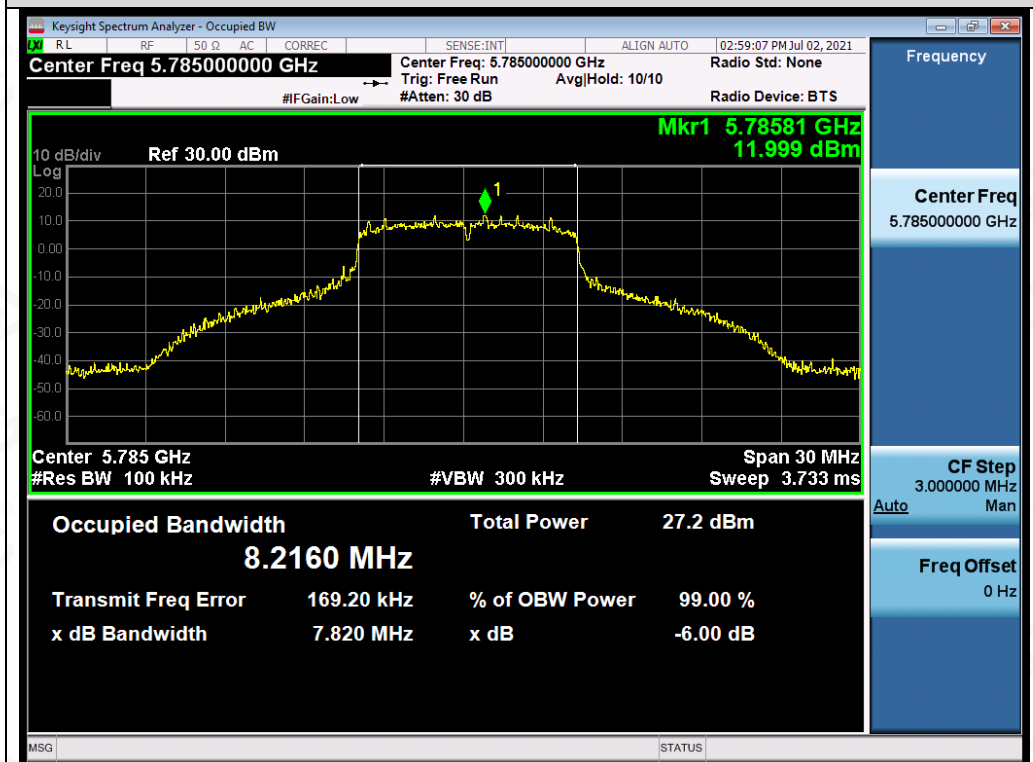 Keysight Spectrum Analyzer - Occupied BW
LXI RL RF 50 Ω AC CORREC SENSE:INT ALIGN AUTO 02:59:07 PM Jul 02, 2021
Center Freq 5.785000000 GHz
Center Freq: 5.785000000 GHz
Radio Std: None
Trig: Free Run Avg|Hold: 10/10
#IFGain:Low #Atten: 30 dB Radio Device: BTS
Mkr1 5.78581 GHz
11.999 dBm
10 dB/div Ref 30.00 dBm
Log
20.0
1
10.0
0.00
-10.0
-20.0
-30.0
-40.0
-50.0
-60.0
Center 5.785 GHz Span 30 MHz
#Res BW 100 kHz #VBW 300 kHz Sweep 3.733 ms
Occupied Bandwidth Total Power 27.2 dBm
8.2160 MHz
Transmit Freq Error 169.20 kHz % of OBW Power 99.00 %
x dB Bandwidth 7.820 MHz x dB -6.00 dB
Frequency
Center Freq
5.785000000 GHz
CF Step
3.000000 MHz
Auto Man
Freq Offset
0 Hz
MSG STATUS